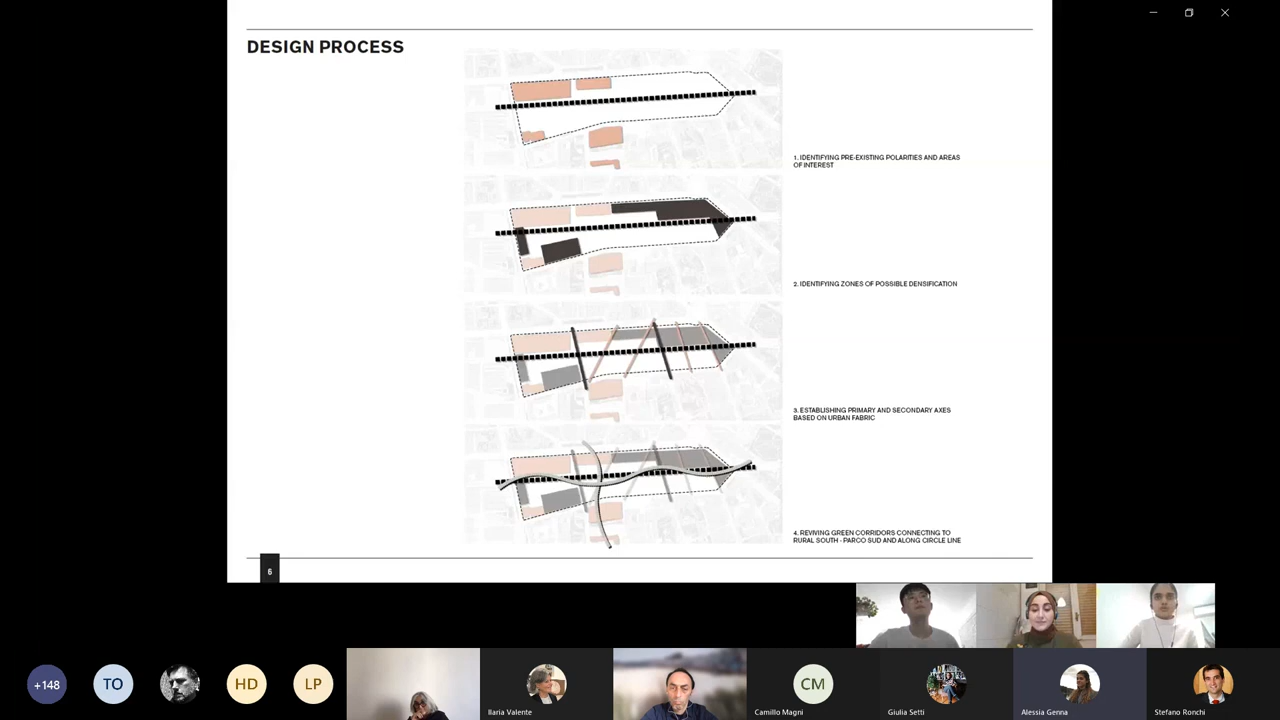 DESIGN PROCESS
1. IDENTIFYING PRE-EXISTING POLARITIES AND AREAS
OF INTEREST
2. IDENTIFYING ZONES OF POSSIBLE DENSIFICATION
3. ESTABLISHING PRIMARY AND SECONDARY AXES
BASED ON URBAN FABRIC
4. REVIVING GREEN CORRIDORS CONNECTING TO
RURAL SOUTH - PARCO SUD AND ALONG CIRCLE LINE
6
+148
TO
HD
LP
Ilaria Valente
CM
Camillo Magni
Giulia Setti
Alessia Genna
Stefano Ronchi